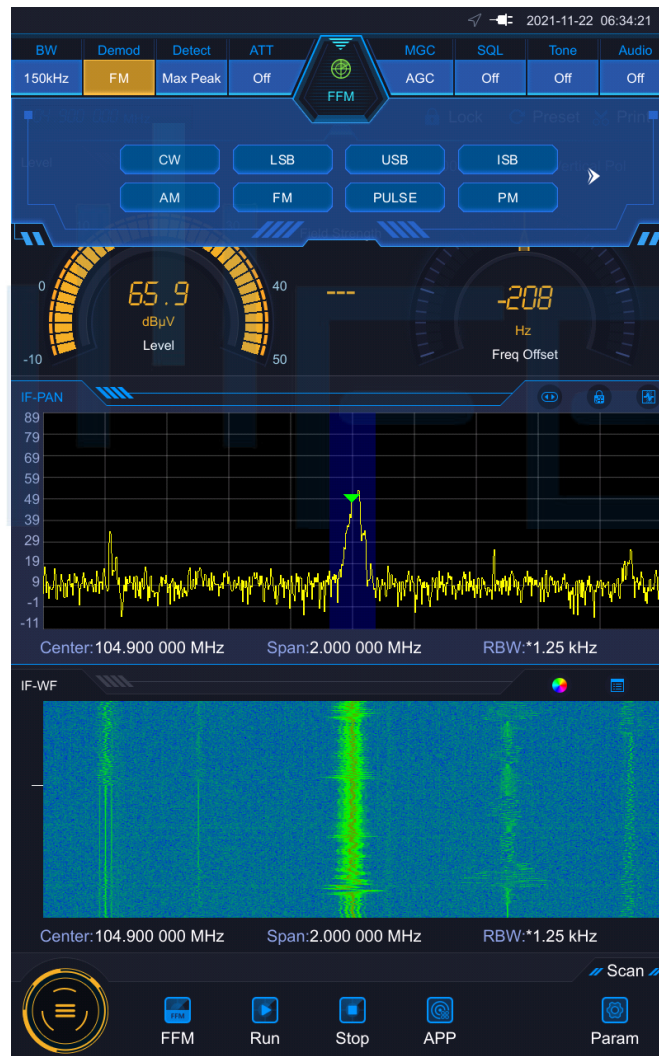 2021-11-22 06:34:21
BW Demod Detect ATT MGC SQL Tone Audio
150kHz FM Max Peak Off FFM AGC Off Off Off
Lock Preset Print
Level
CW LSB USB ISB
AM FM PULSE PM
0 40
65.9 --- -208
dBµV Hz
Level Freq Offset
-10 50
IF-PAN
89
79
69
59
49
39
29
19
9
-1
-11
Center:104.900 000 MHz Span:2.000 000 MHz RBW:*1.25 kHz
IF-WF
Center:104.900 000 MHz Span:2.000 000 MHz RBW:*1.25 kHz
Scan
FFM
FFM Run Stop APP Param